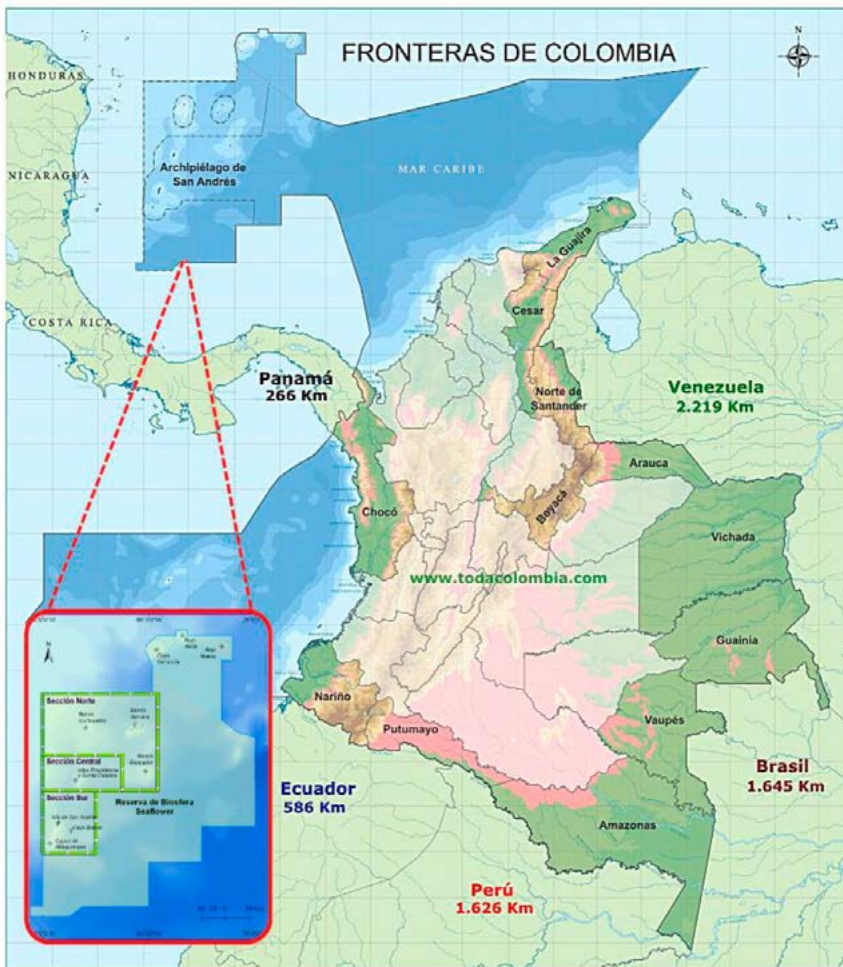 FRONTERAS DE COLOMBIA
N
HONDURAS
NICARAGUA
COSTA RICA
Archipiélago de
San Andrés
MAR CARIBE
La Guajira
Cesar
Panamá
266 Km
Norte de
Santander
Venezuela
2.219 Km
Arauca
Boyacá
Chocó
Vichada
www.todacolombia.com
Guainía
Nariño
Putumayo
Vaupés
Ecuador
586 Km
Brasil
1.645 Km
Amazonas
Perú
1.626 Km
N
Sección Norte
Sección Central
Sección Sur
Reserva de Biosfera
Seaflower